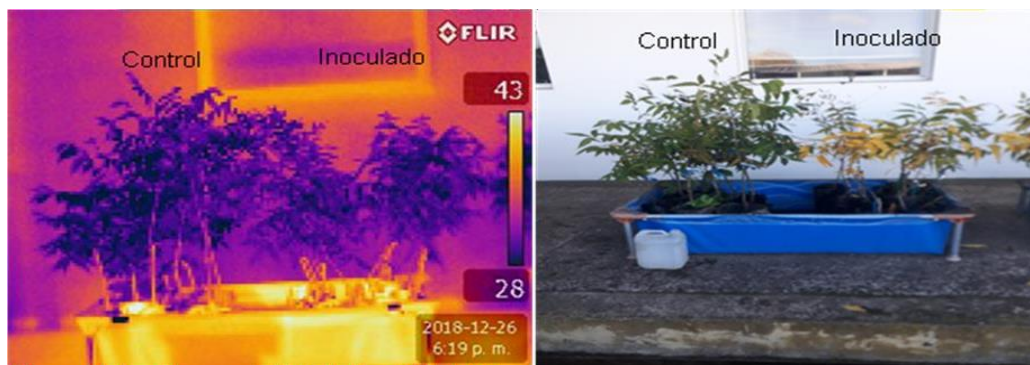 FLIR
Control
Inoculado
43
28
2018-12-26
6:19 p. m.
Control
Inoculado